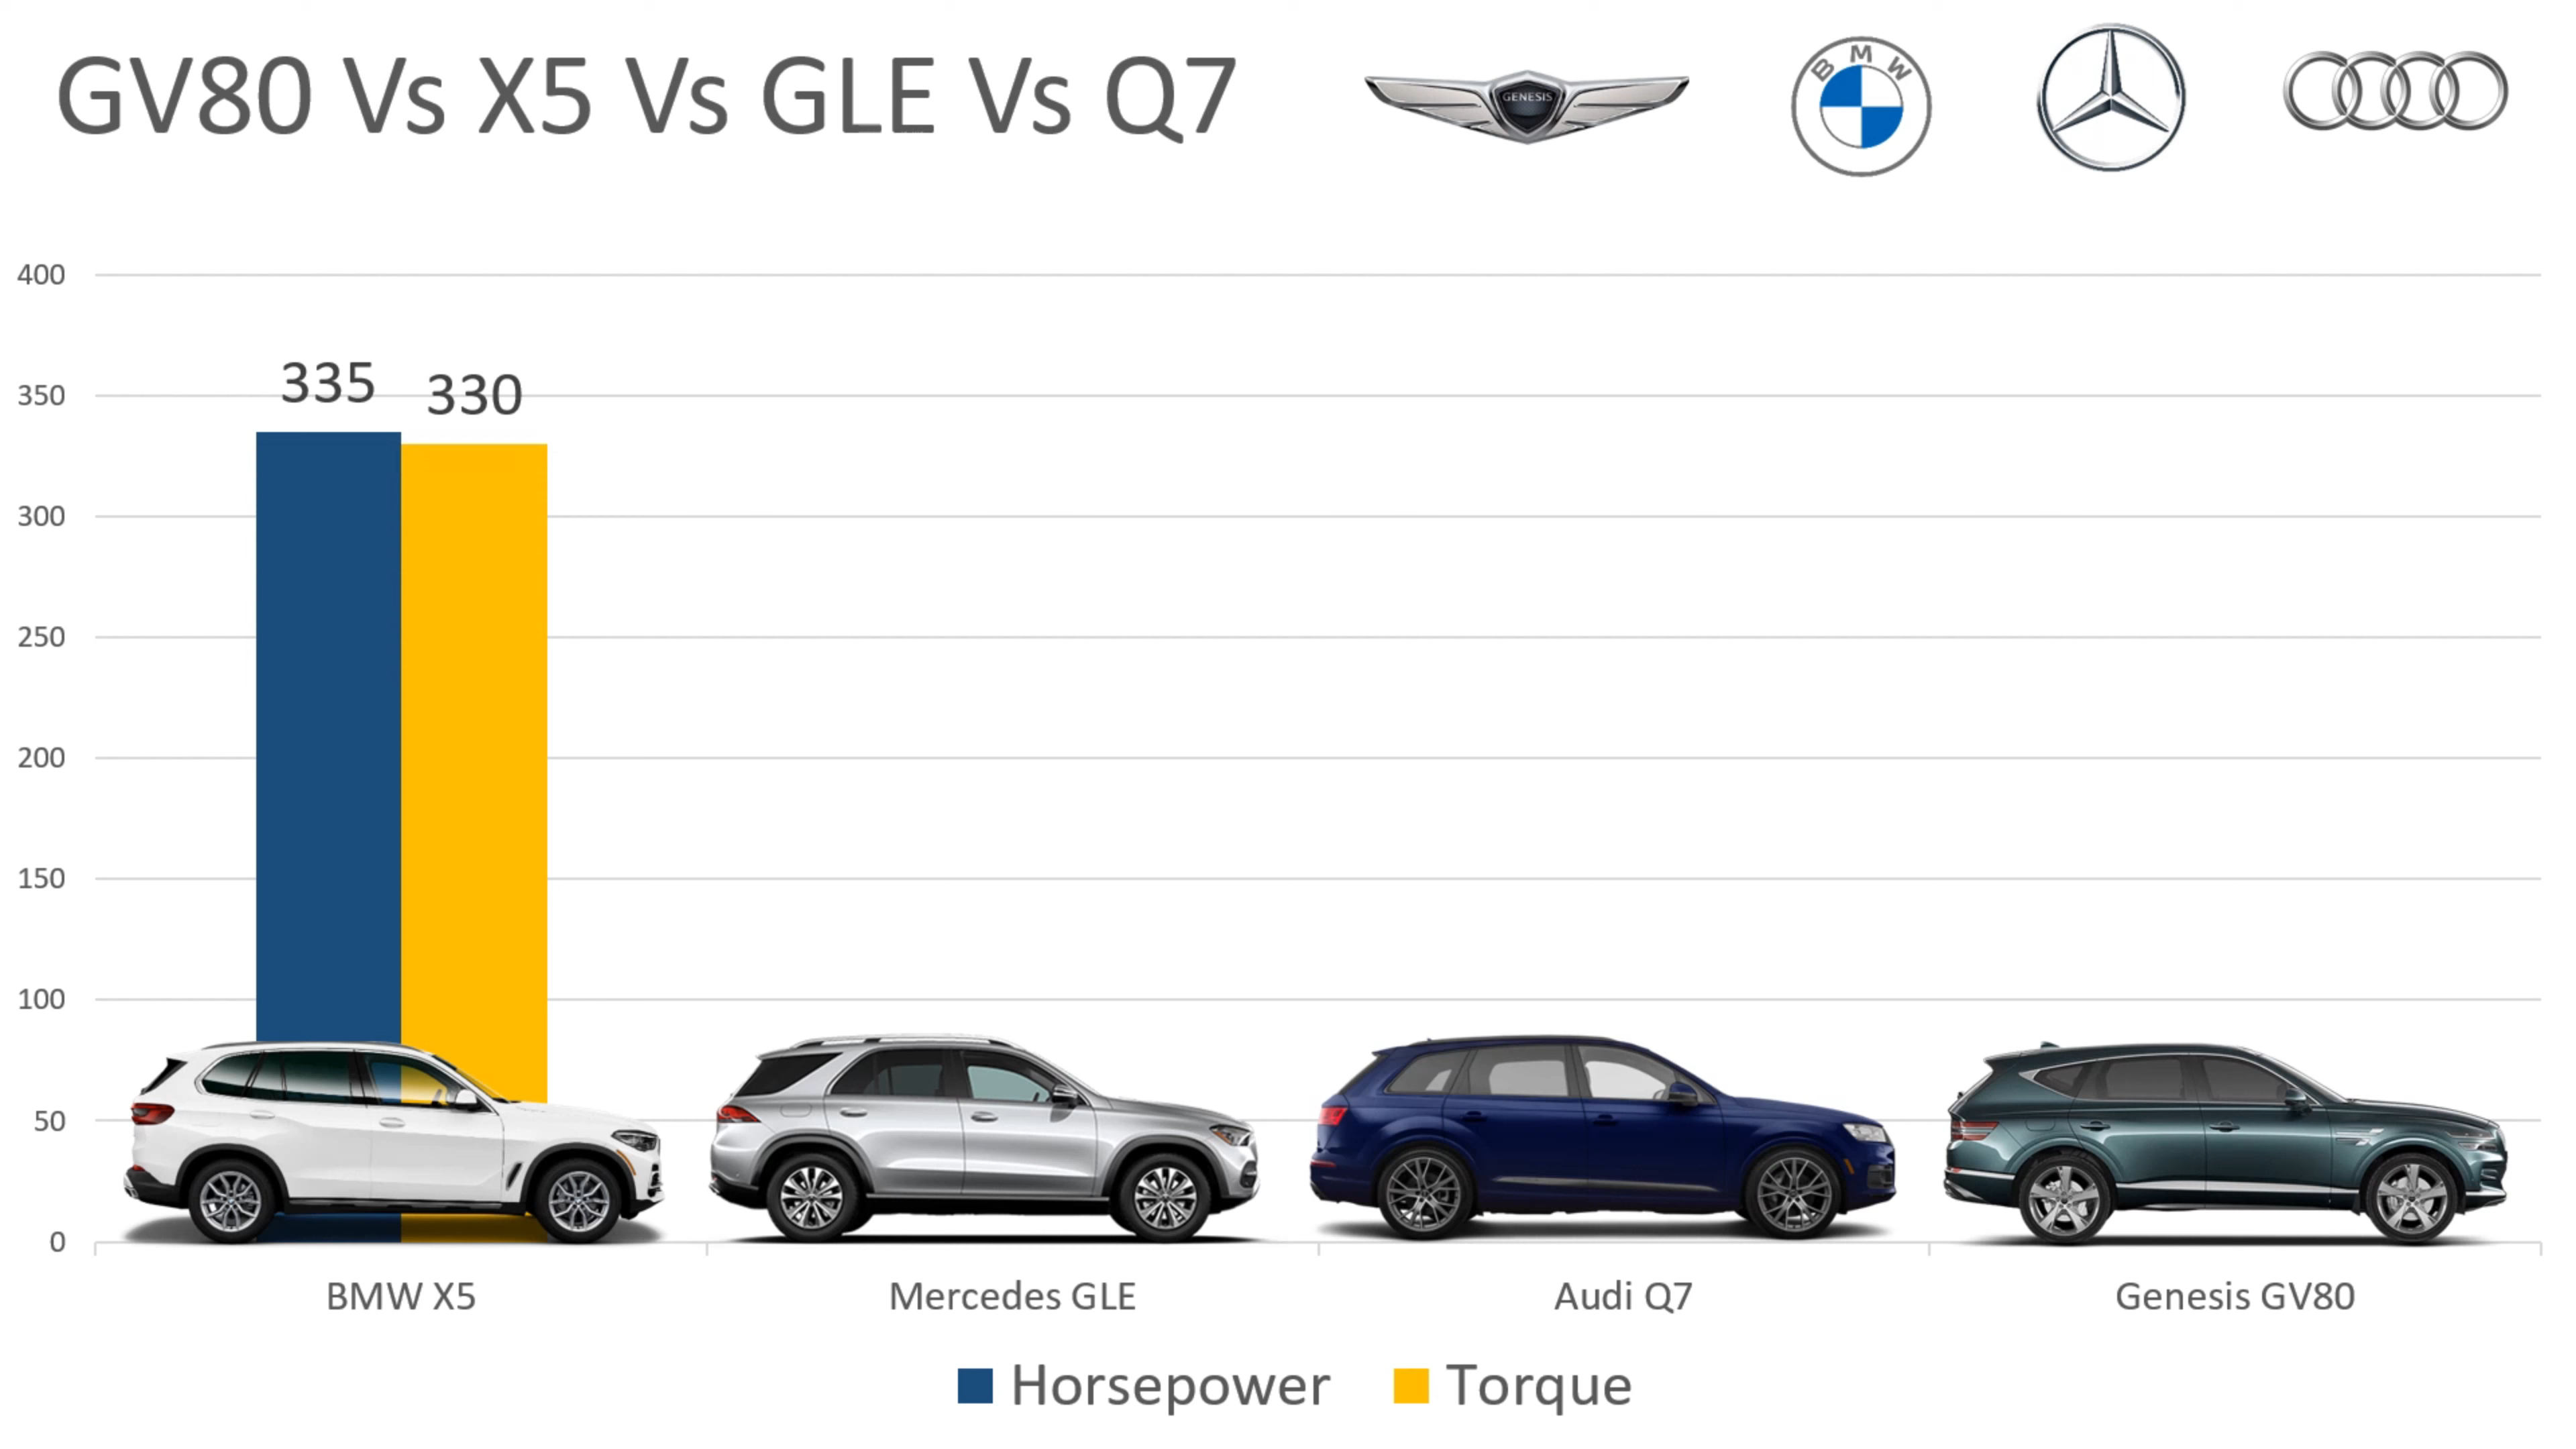 GV80 Vs X5 Vs GLE Vs Q7
GENESIS
BMW
400
350
300
250
200
150
100
50
0
335
330
BMW X5
Mercedes GLE
Audi Q7
Genesis GV80
Horsepower
Torque